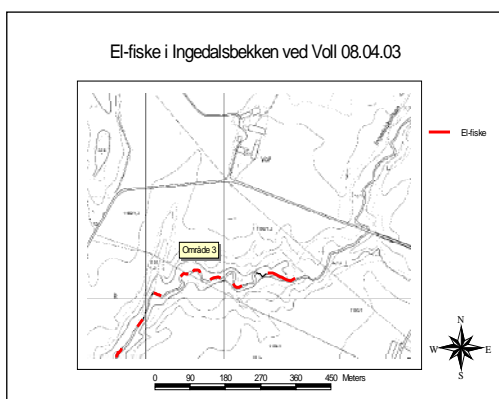 El-fiske i Ingedalsbekken ved Voll 08.04.03
El-fiske
Område 3
N
W E
S
0 90 180 270 360 450 Meters